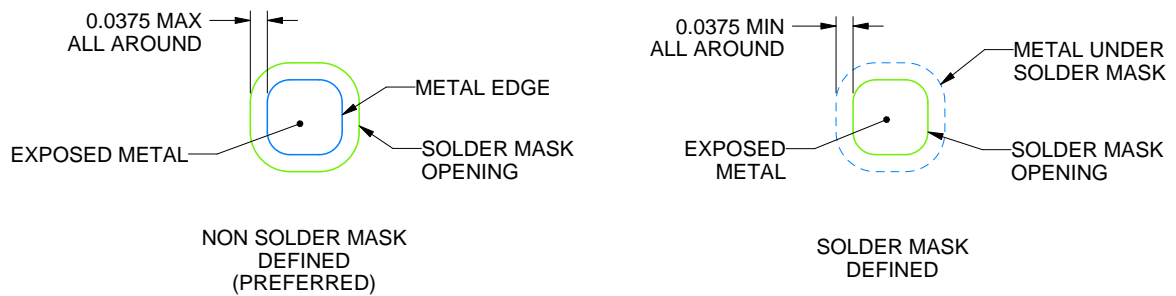 0.0375 MAX
ALL AROUND
METAL EDGE
EXPOSED METAL
SOLDER MASK
OPENING
NON SOLDER MASK
DEFINED
(PREFERRED)
0.0375 MIN
ALL AROUND
METAL UNDER
SOLDER MASK
EXPOSED
METAL
SOLDER MASK
OPENING
SOLDER MASK
DEFINED